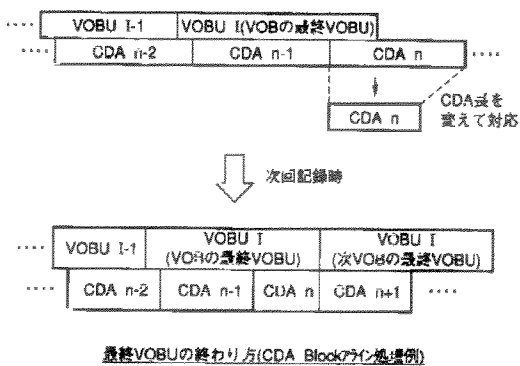 VOBU I-1 VOBU I(VOBの最終VOBU)
CDA n-2 CDA n-1 CDA n
CDA n
CDA長を
変えて対応
次回記録時
VOBU I-1 VOBU I
(VOBの最終VOBU) VOBU I
(次VOBの最終VOBU)
CDA n-2 CDA n-1 CDA n CDA n+1
最終VOBUの終わり方(CDA Blockアライン処理例)